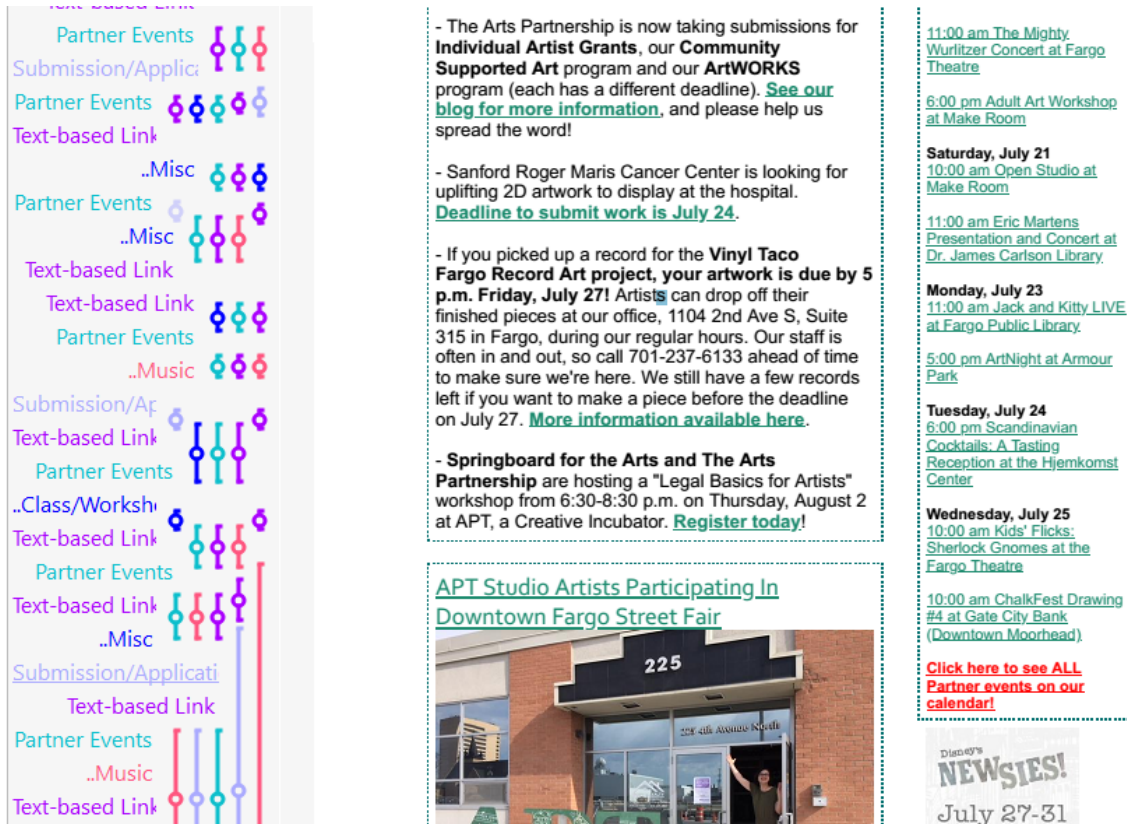 Partner Events
Submission/Applica
Partner Events
Text-based Link
..Misc
Partner Events
..Misc
Text-based Link
Text-based Link
Partner Events
..Music
Submission/Ap
Text-based Link
Partner Events
..Class/Worksh
Text-based Link
Partner Events
Text-based Link
..Misc
Submission/Applicati
Text-based Link
Partner Events
..Music
Text-based Link
- The Arts Partnership is now taking submissions for
Individual Artist Grants, our Community
Supported Art program and our ArtWORKS
program (each has a different deadline). See our
blog for more information, and please help us
spread the word!
- Sanford Roger Maris Cancer Center is looking for
uplifting 2D artwork to display at the hospital.
Deadline to submit work is July 24.
- If you picked up a record for the Vinyl Taco
Fargo Record Art project, your artwork is due by 5
p.m. Friday, July 27! Artists can drop off their
finished pieces at our office, 1104 2nd Ave S, Suite
315 in Fargo, during our regular hours. Our staff is
often in and out, so call 701-237-6133 ahead of time
to make sure we're here. We still have a few records
left if you want to make a piece before the deadline
on July 27. More information available here.
- Springboard for the Arts and The Arts
Partnership are hosting a "Legal Basics for Artists"
workshop from 6:30-8:30 p.m. on Thursday, August 2
at APT, a Creative Incubator. Register today!
APT Studio Artists Participating In
Downtown Fargo Street Fair
225
225 4th Avenue North
11:00 am The Mighty
Wurlitzer Concert at Fargo
Theatre
6:00 pm Adult Art Workshop
at Make Room
Saturday, July 21
10:00 am Open Studio at
Make Room
11:00 am Eric Martens
Presentation and Concert at
Dr. James Carlson Library
Monday, July 23
11:00 am Jack and Kitty LIVE
at Fargo Public Library
5:00 pm ArtNight at Armour
Park
Tuesday, July 24
6:00 pm Scandinavian
Cocktails: A Tasting
Reception at the Hjemkomst
Center
Wednesday, July 25
10:00 am Kids' Flicks:
Sherlock Gnomes at the
Fargo Theatre
10:00 am ChalkFest Drawing
#4 at Gate City Bank
(Downtown Moorhead)
Click here to see ALL
Partner events on our
calendar!
Disney's
NEWSIES!
July 27-31